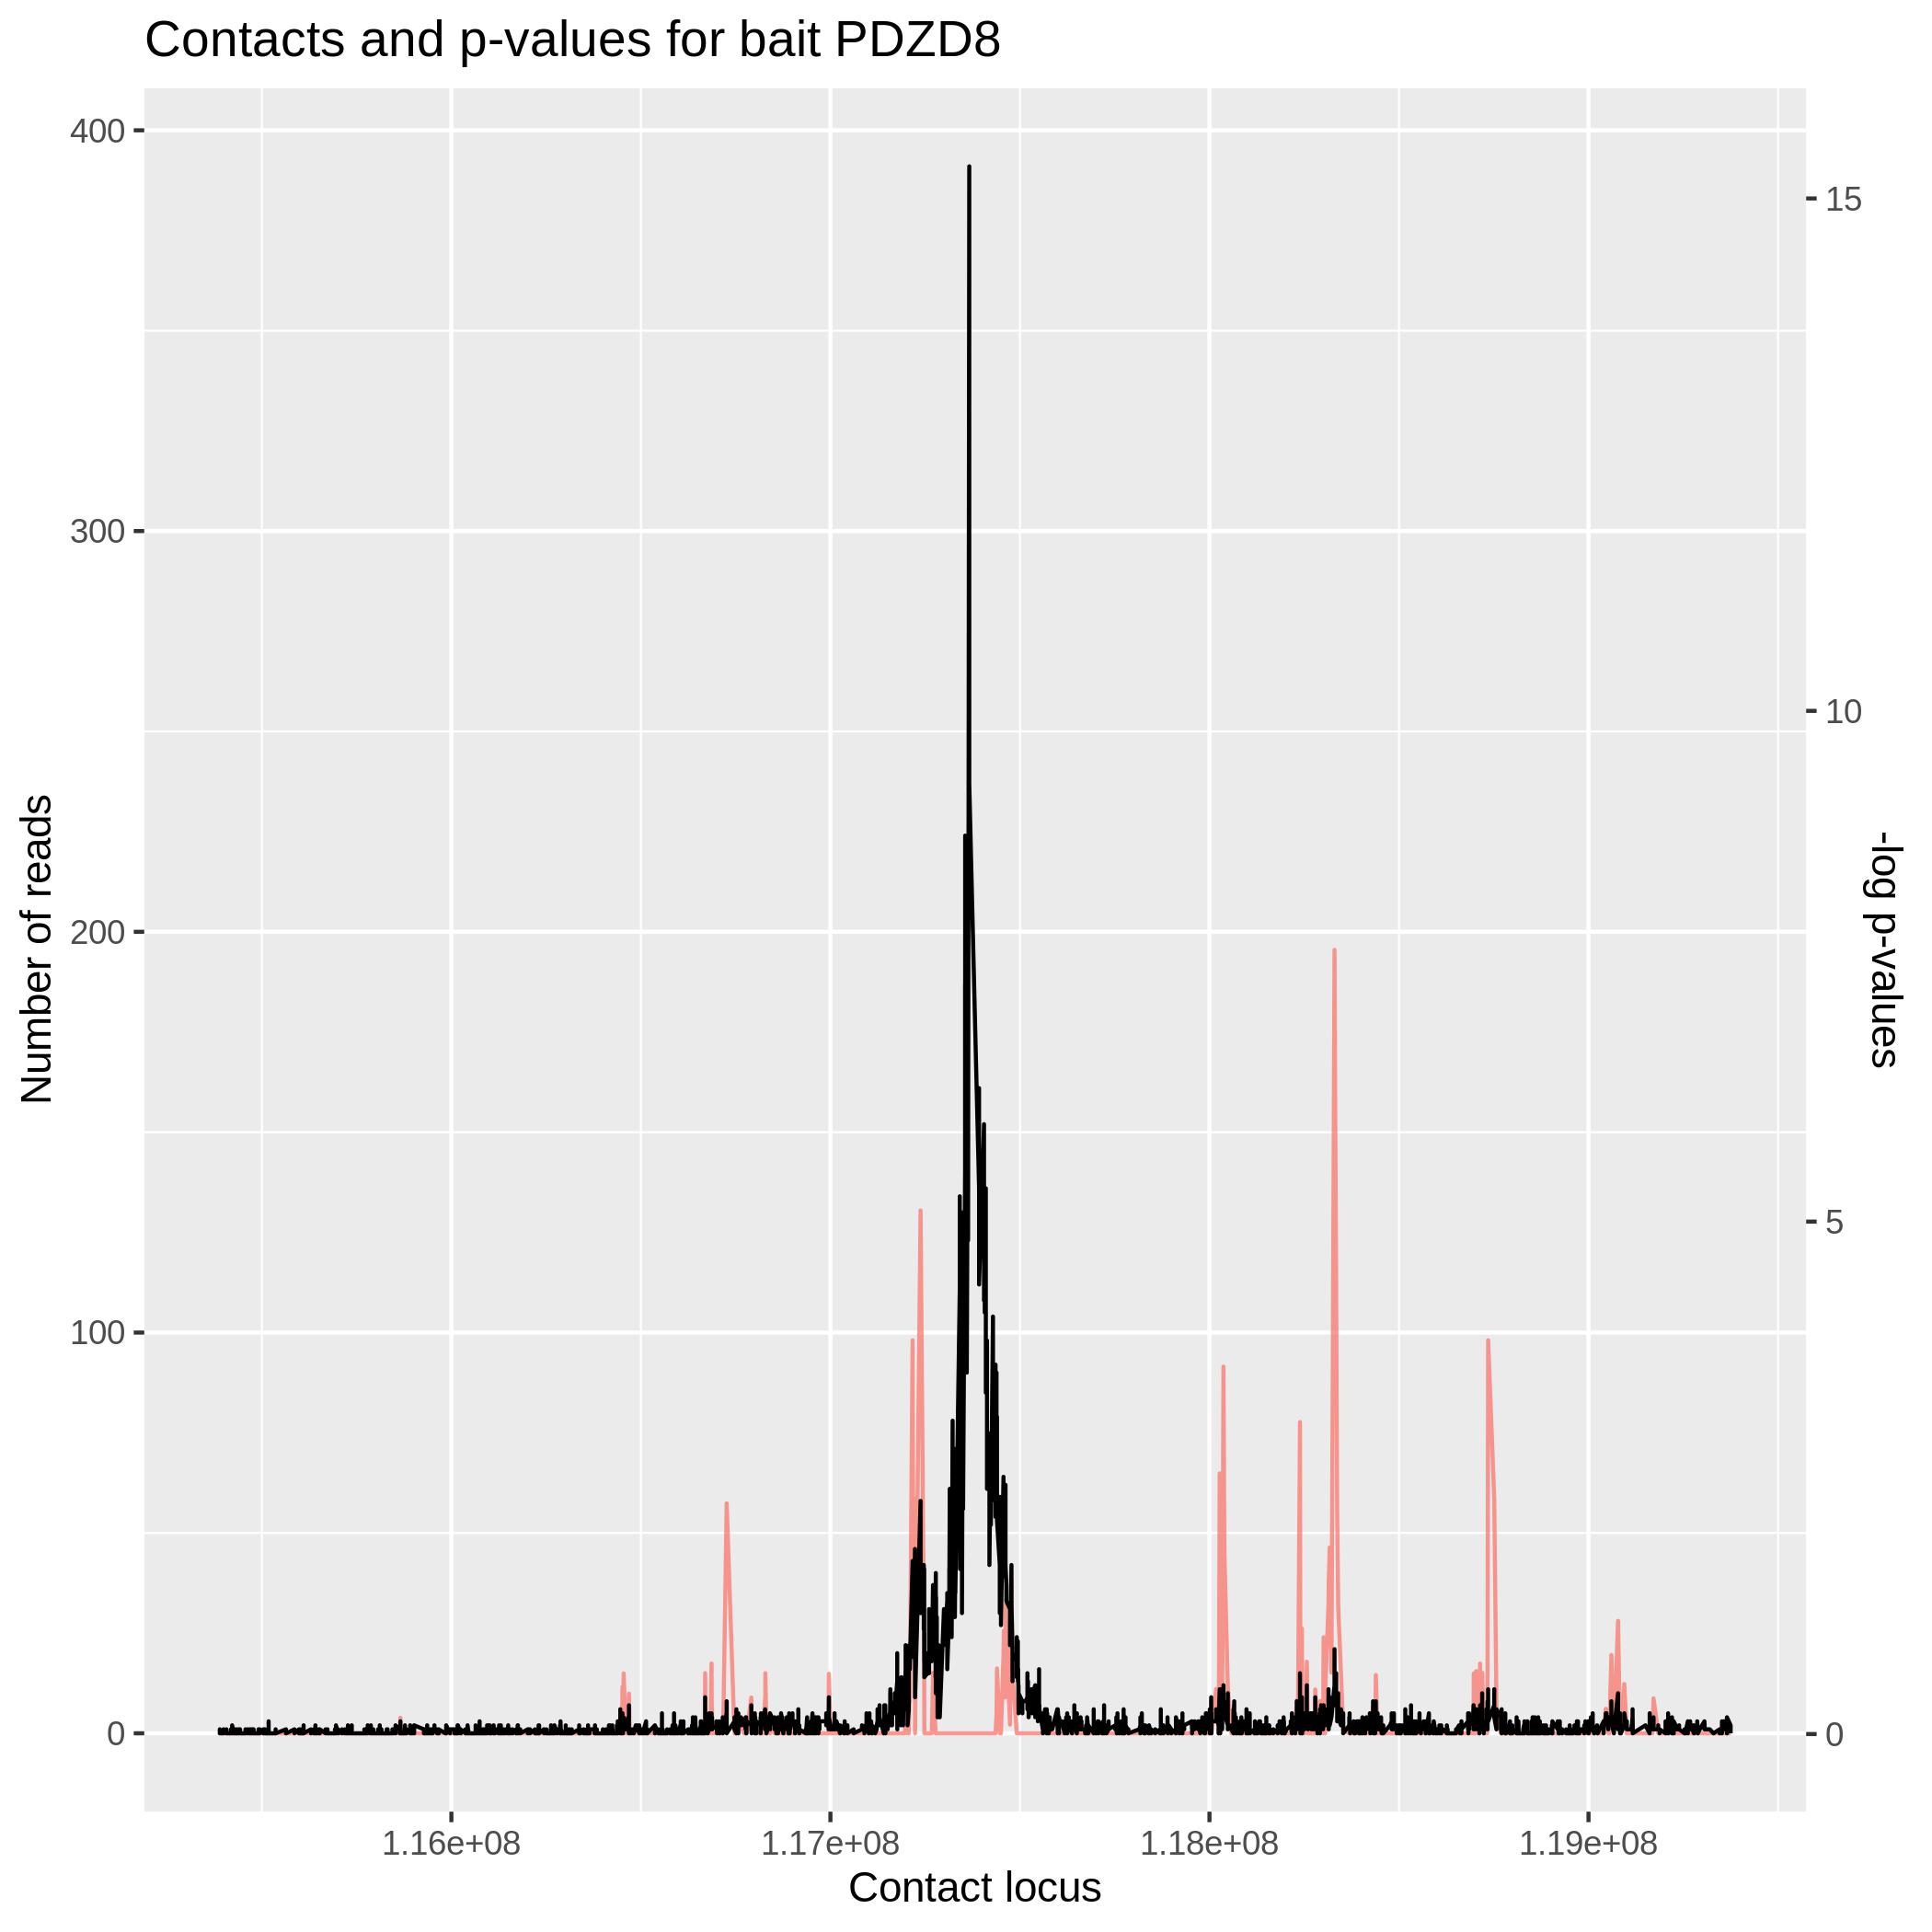 Contacts and p-values for bait PDZD8
400
300
200
100
0
Number of reads
15
10
5
0
-log p-values
1.16e+08
1.17e+08
1.18e+08
1.19e+08
Contact locus